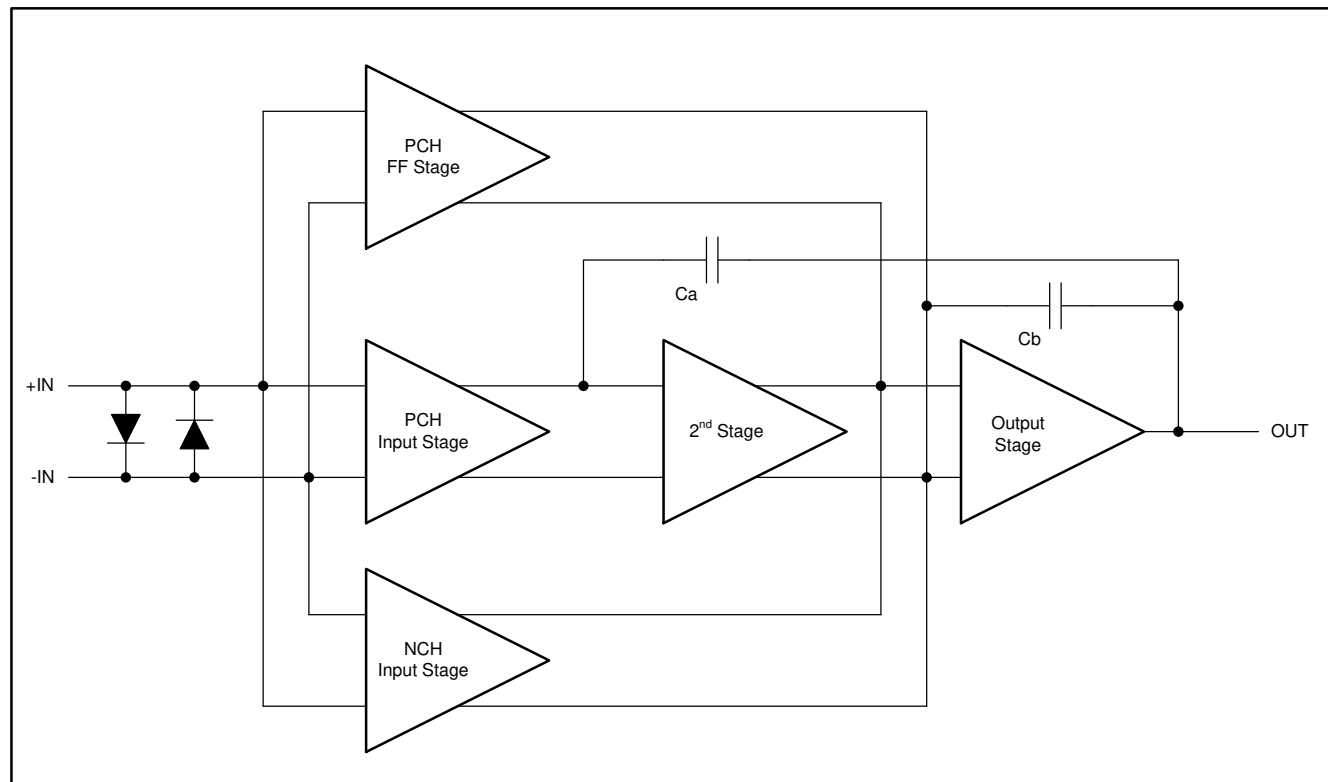 PCH
FF Stage
Ca
Cb
+IN
-IN
PCH
Input Stage
2nd Stage
Output
Stage
OUT
NCH
Input Stage